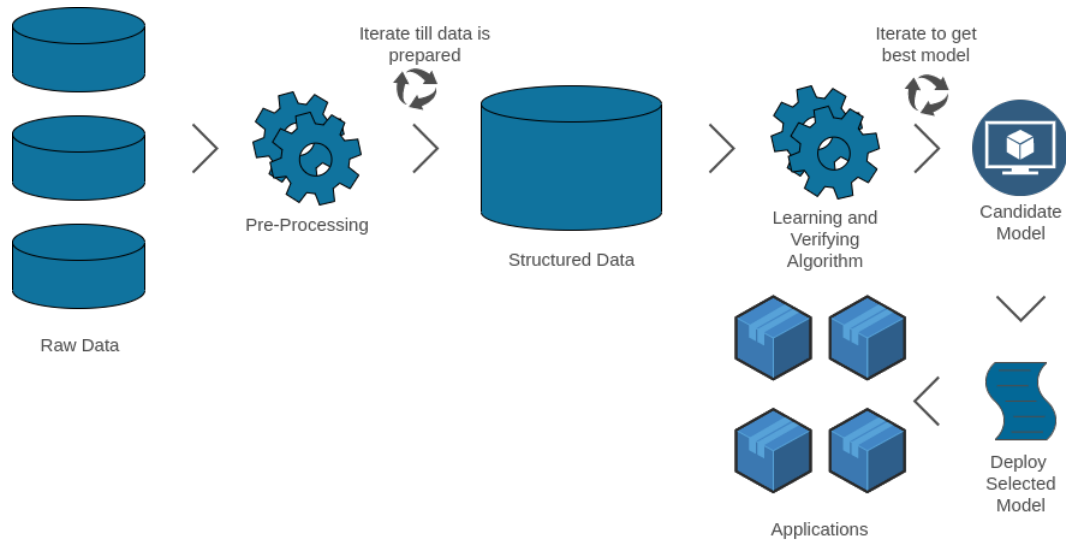 Iterate till data is
prepared
Iterate to get
best model
Pre-Processing
Structured Data
Learning and
Verifying
Algorithm
Candidate
Model
Raw Data
Deploy
Selected
Model
Applications